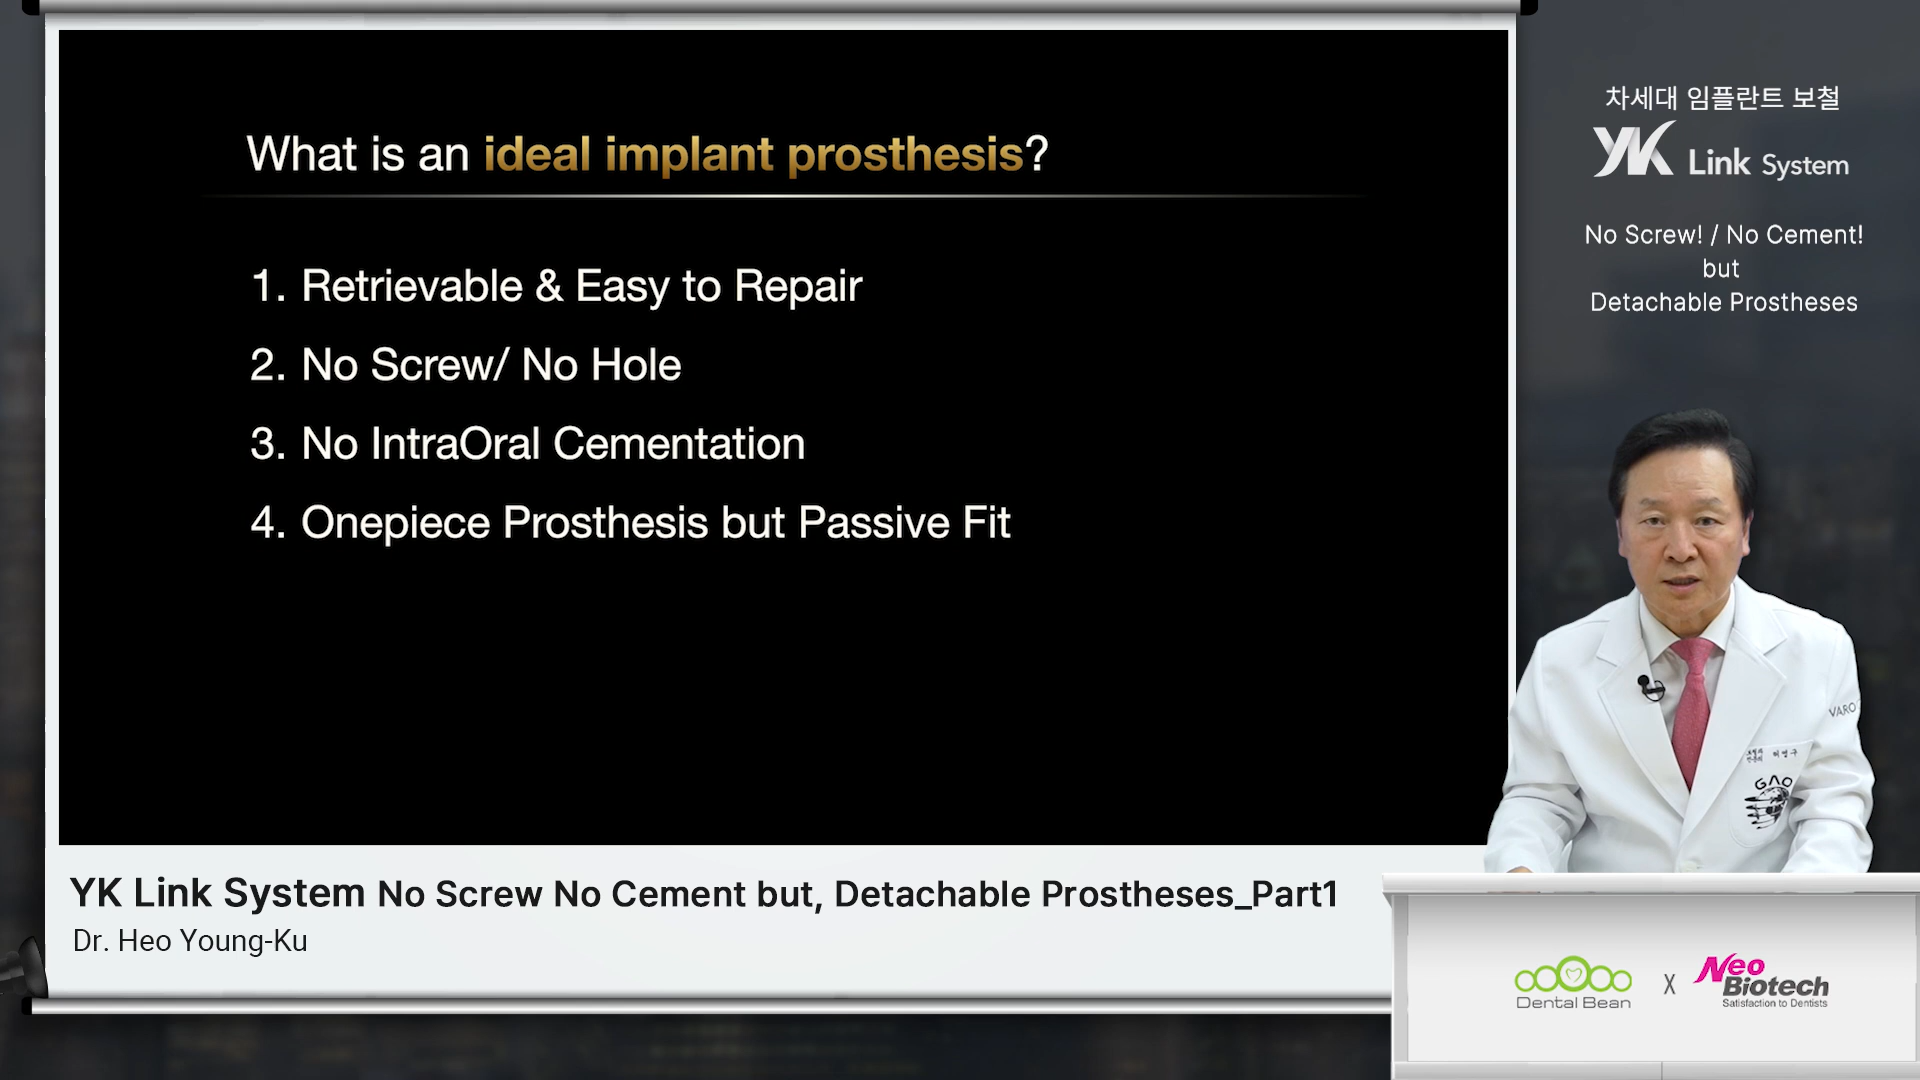 What is an ideal implant prosthesis?
1. Retrievable & Easy to Repair
2. No Screw/ No Hole
3. No IntraOral Cementation
4. Onepiece Prosthesis but Passive Fit
차세대 임플란트 보철
YK Link System
No Screw! / No Cement!
but
Detachable Prostheses
VARO
허영구
GAO
YK Link System No Screw No Cement but, Detachable Prostheses_Part1
Dr. Heo Young-Ku
Dental Bean
X
Neo
Biotech
Satisfaction to Dentists